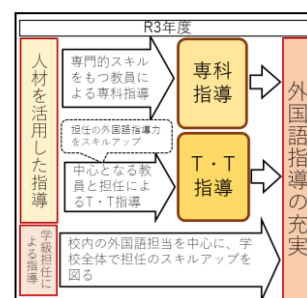 R3年度
人材を活用した指導
専門的スキル
をもつ教員に
よる専科指導
専科
指導
担任の外国語指導力
をスキルアップ
中心となる教
員と担任によ
るT・T指導
T・T
指導
学級担任に
よる指導
校内の外国語担当を中心に、学
校全体で担任のスキルアップを
図る
外国語指導の充実